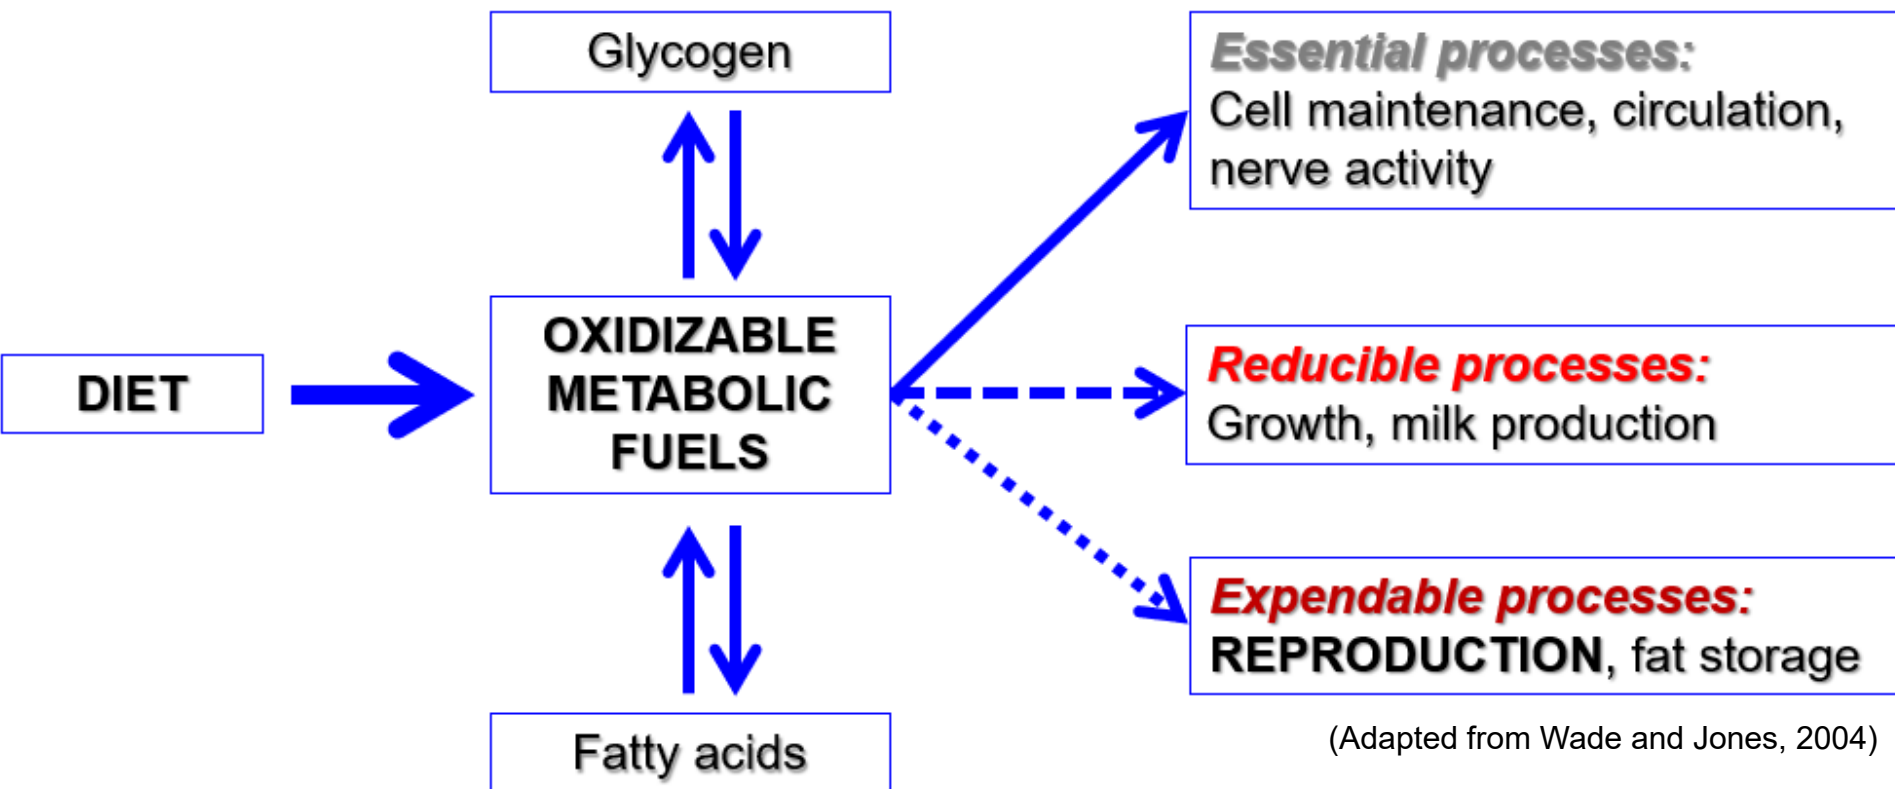 Glycogen
Essential processes:
Cell maintenance, circulation,
nerve activity
DIET
OXIDIZABLE
METABOLIC
FUELS
Reducible processes:
Growth, milk production
Expendable processes:
REPRODUCTION, fat storage
Fatty acids
(Adapted from Wade and Jones, 2004)